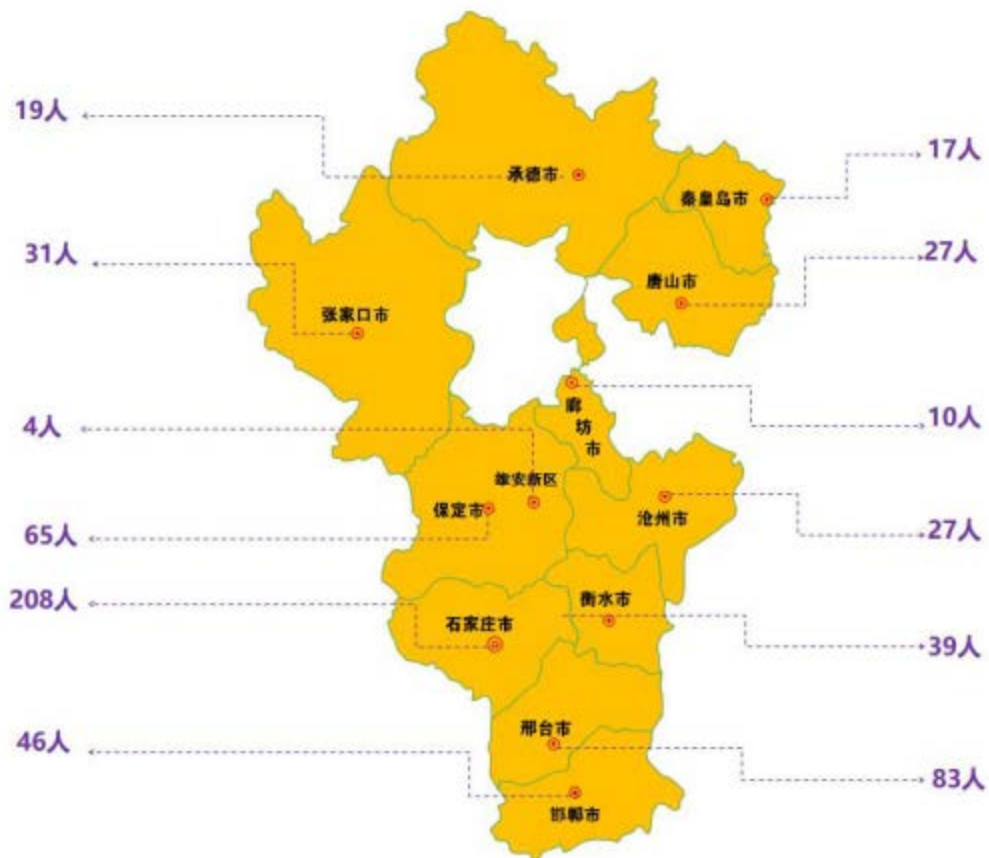 19人
承德市
17人
秦皇岛市
31人
27人
唐山市
张家口市
10人
廊坊市
4人
雄安新区
保定市
沧州市
65人
27人
208人
衡水市
石家庄市
39人
46人
邢台市
83人
邯郸市